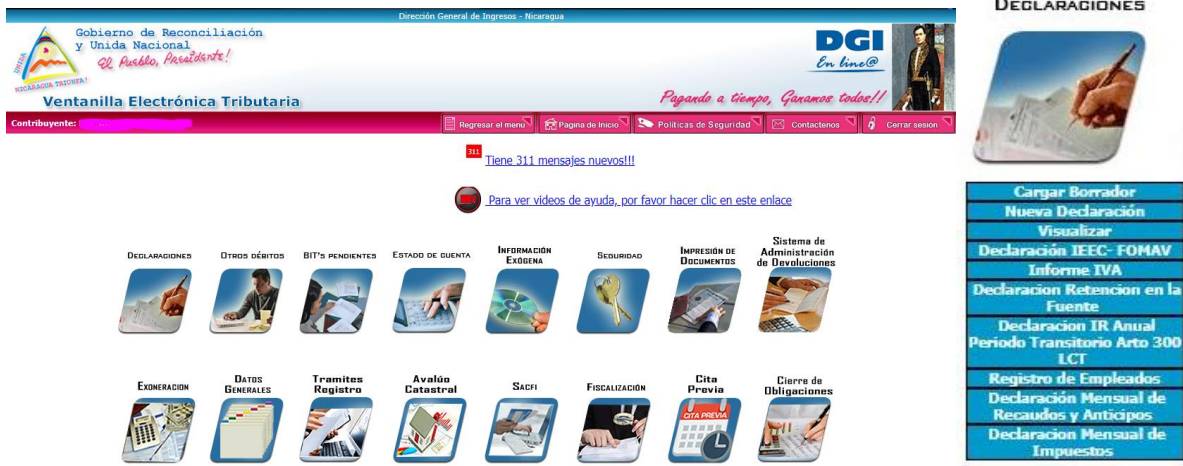 Dirección General de Ingresos - Nicaragua
Gobierno de Reconciliación
y Unida Nacional
El Pueblo, Presidente!
UNIDA
NICARAGUA TRIUNFA!
Ventanilla Electrónica Tributaria
DGI
En line@
Pagando a tiempo, Ganamos todos!!
Contribuyente:
Regresar el menú
Pagina de Inicio
Políticas de Seguridad
Contactenos
Cerrar sesión
311
Tiene 311 mensajes nuevos!!!
Para ver videos de ayuda, por favor hacer clic en este enlace
DECLARACIONES
OTROS DÉBITOS
BIT's PENDIENTES
ESTADO DE CUENTA
INFORMACIÓN
EXÓGENA
SEGURIDAD
IMPRESIÓN DE
DOCUMENTOS
Sistema de
Administración
de Devoluciones
EXONERACION
DATOS
GENERALES
Tramites
Registro
Avalúo
Catastral
SACFI
FISCALIZACIÓN
Cita
Previa
CITA PREVIA
Cierre de
Obligaciones
DECLARACIONES
Cargar Borrador
Nueva Declaración
Visualizar
Declaración IEEC- FOMAV
Informe IVA
Declaracion Retencion en la
Fuente
Declaracion IR Anual
Periodo Transitorio Arto 300
LCT
Registro de Empleados
Declaración Mensual de
Recaudos y Anticipos
Declaracion Mensual de
Impuestos